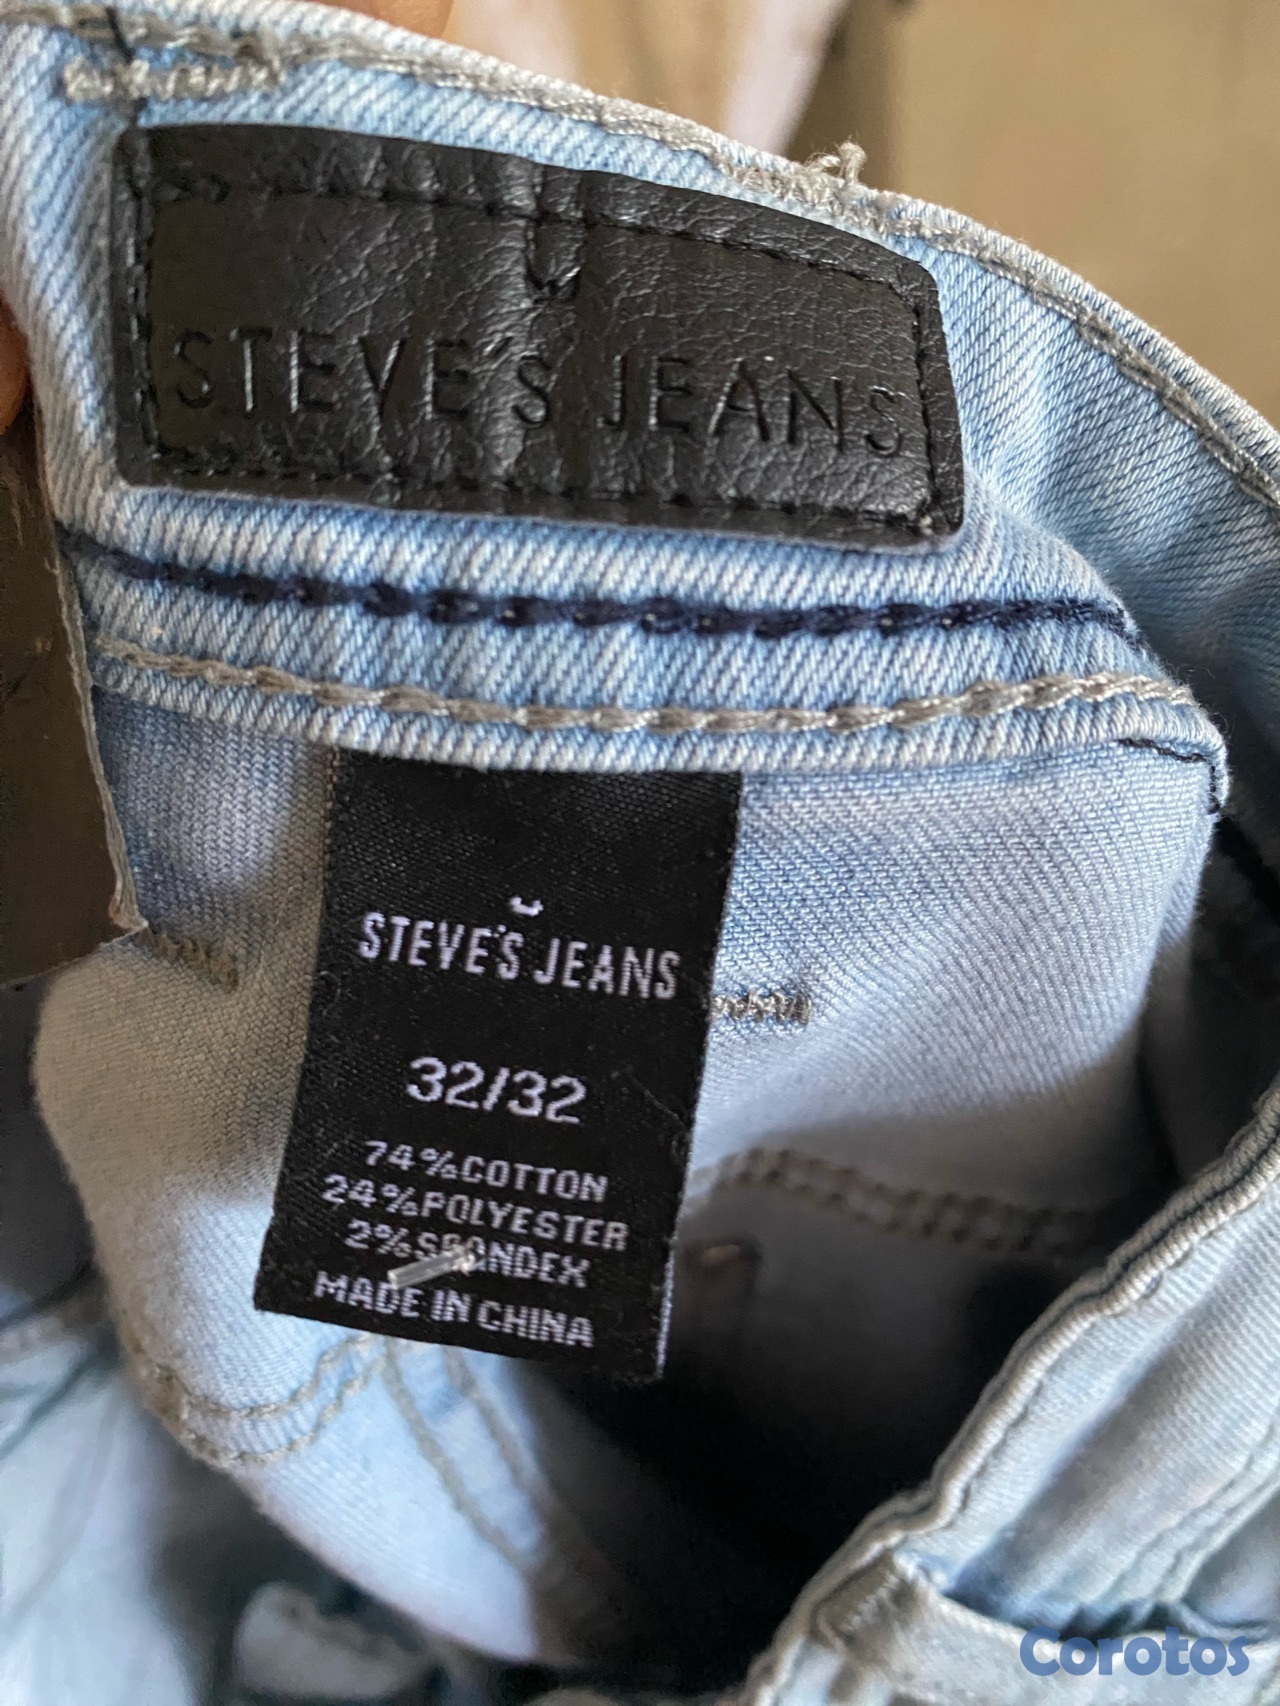 STEVE'S JEANS
STEVE'S JEANS
32/32
74%COTTON
24%POLYESTER
2%SPANDEX
MADE IN CHINA
Corotos